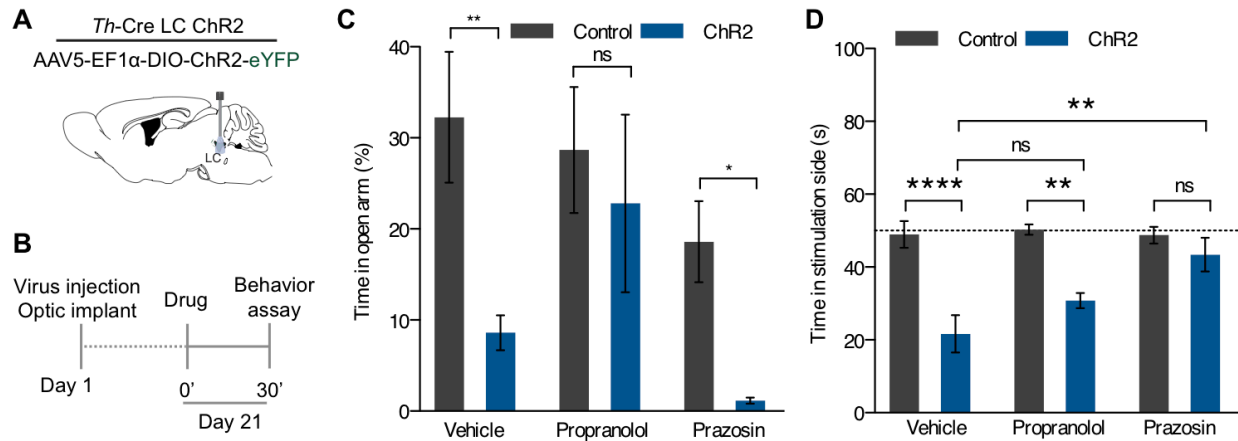 A
Th-Cre LC ChR2
AAV5-EF1α-DIO-ChR2-eYFP
LC
B
Virus injection
Optic implant
Drug
Behavior
assay
Day 1
0’
30’
Day 21
C
Control
ChR2
**
ns
*
Time in open arm (%)
40
30
20
10
0
Vehicle
Propranolol
Prazosin
D
Control
ChR2
**
ns
****
**
ns
Time in stimulation side (s)
100
80
60
40
20
0
Vehicle
Propranolol
Prazosin